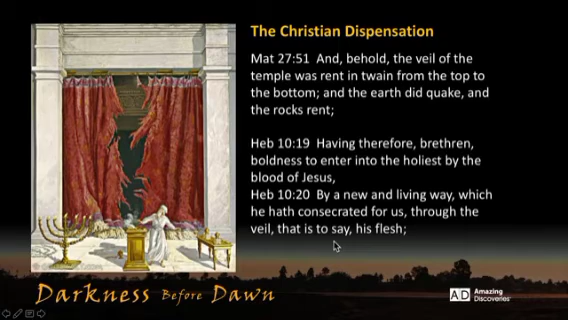 The Christian Dispensation
Mat 27:51  And, behold, the veil of the
temple was rent in twain from the top to
the bottom; and the earth did quake, and
the rocks rent;
Heb 10:19  Having therefore, brethren,
boldness to enter into the holiest by the
blood of Jesus,
Heb 10:20  By a new and living way, which
he hath consecrated for us, through the
veil, that is to say, his flesh;
Darkness Before Dawn
AD Amazing
Discoveries